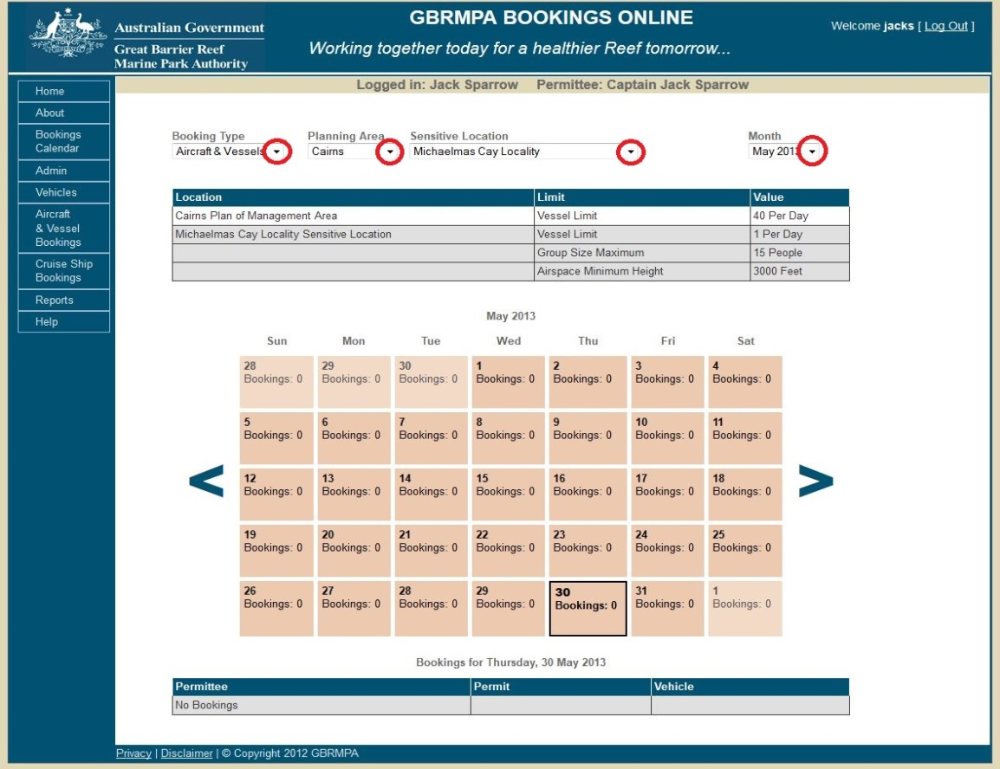 Australian Government
Great Barrier Reef
Marine Park Authority
GBRMPA BOOKINGS ONLINE
Working together today for a healthier Reef tomorrow...
Welcome jacks [ Log Out ]
Logged in: Jack Sparrow Permittee: Captain Jack Sparrow
Home
About
Bookings
Calendar
Admin
Vehicles
Aircraft
& Vessel
Bookings
Cruise Ship
Bookings
Reports
Help
Booking Type Planning Area Sensitive Location Month
Aircraft & Vessels Cairns Michaelmas Cay Locality May 2013
Location Limit Value
Cairns Plan of Management Area Vessel Limit 40 Per Day
Michaelmas Cay Locality Sensitive Location Vessel Limit 1 Per Day
Group Size Maximum 15 People
Airspace Minimum Height 3000 Feet
May 2013
Sun Mon Tue Wed Thu Fri Sat
28 29 30 1 2 3 4
Bookings: 0 Bookings: 0 Bookings: 0 Bookings: 0 Bookings: 0 Bookings: 0 Bookings: 0
5 6 7 8 9 10 11
Bookings: 0 Bookings: 0 Bookings: 0 Bookings: 0 Bookings: 0 Bookings: 0 Bookings: 0
< >
12 13 14 15 16 17 18
Bookings: 0 Bookings: 0 Bookings: 0 Bookings: 0 Bookings: 0 Bookings: 0 Bookings: 0
19 20 21 22 23 24 25
Bookings: 0 Bookings: 0 Bookings: 0 Bookings: 0 Bookings: 0 Bookings: 0 Bookings: 0
26 27 28 29 30 31 1
Bookings: 0 Bookings: 0 Bookings: 0 Bookings: 0 Bookings: 0 Bookings: 0 Bookings: 0
Bookings for Thursday, 30 May 2013
Permittee Permit Vehicle
No Bookings
Privacy | Disclaimer | © Copyright 2012 GBRMPA